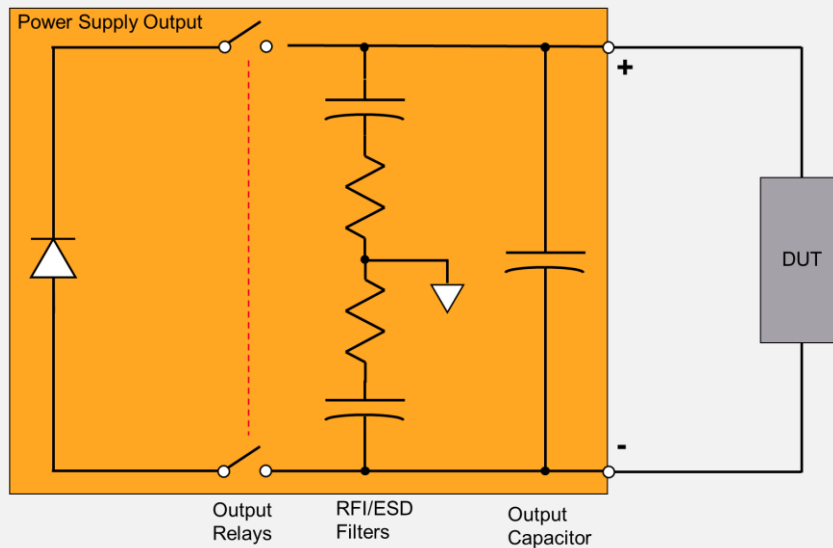 Power Supply Output
+
DUT
-
Output
Relays
RFI/ESD
Filters
Output
Capacitor